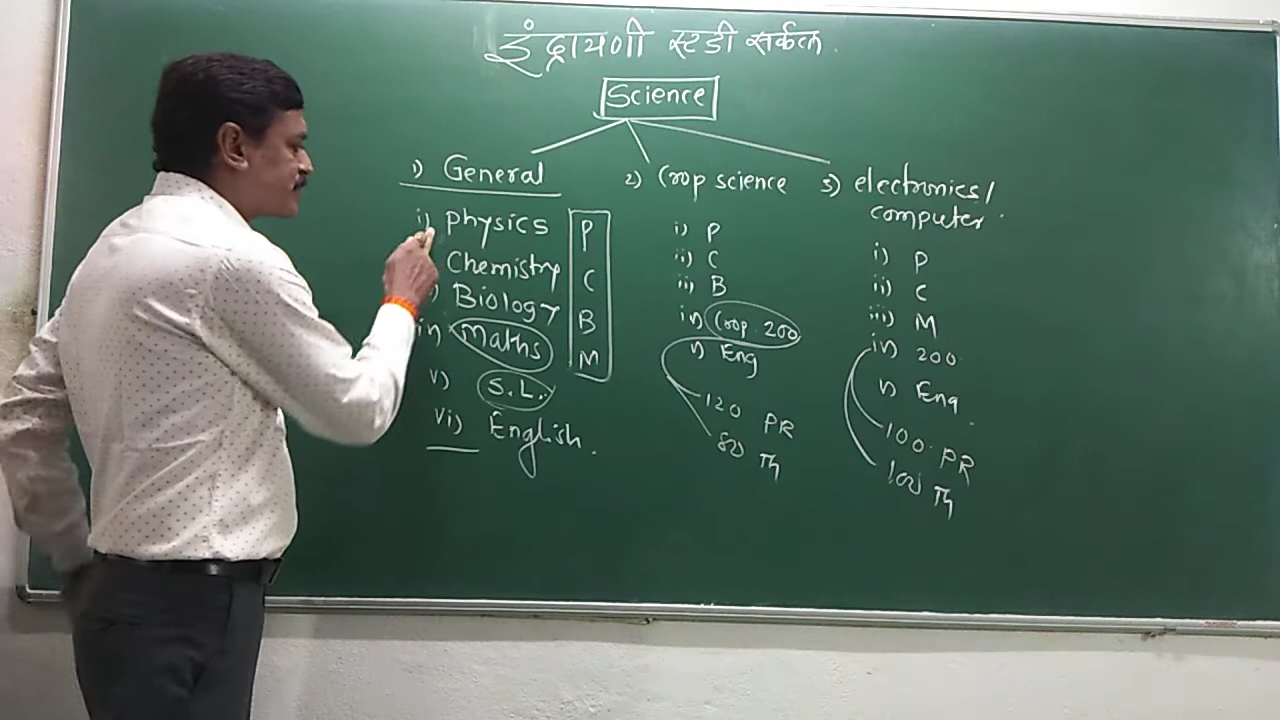 इंद्रायणी स्टडी सर्कल.
Science
1) General
i) Physics P
Chemistry C
) Biology B
iv) Maths M
v) S.L.
vi) English.
2) Crop science
i) P
ii) C
ii) B
iv) Crop. 200
v) Eng
120 PR
80 Th
3) electronics/
computer.
i) P
ii) C
iii) M
iv) 200
v) Eng
100. PR
100 Th